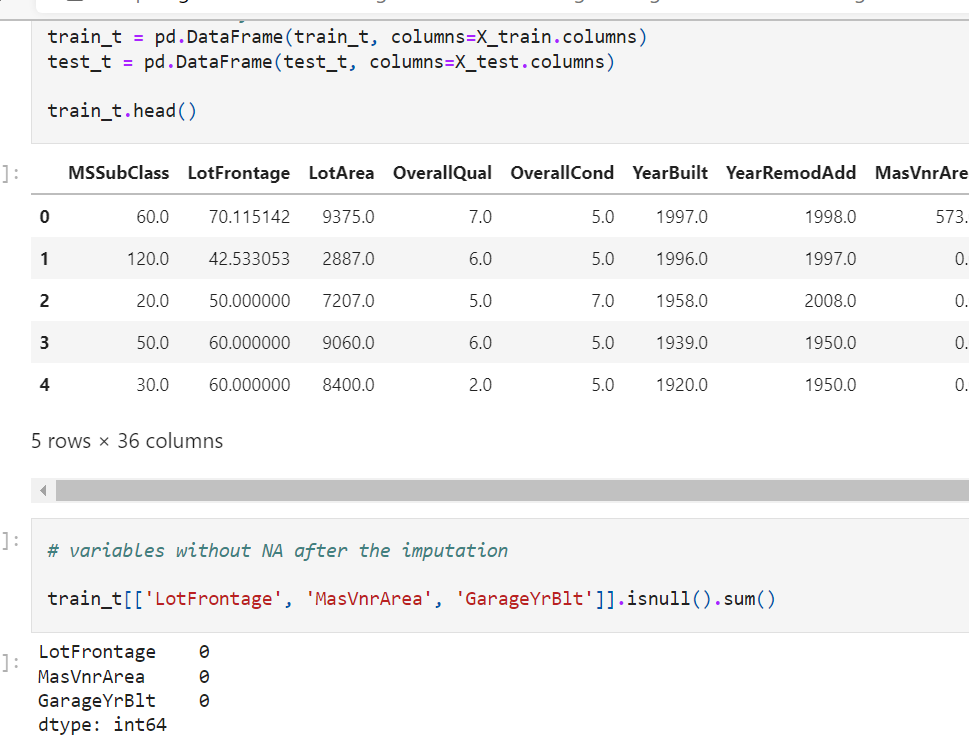 train_t = pd.DataFrame(train_t, columns=X_train.columns)
test_t = pd.DataFrame(test_t, columns=X_test.columns)
train_t.head()
]:
MSSubClass LotFrontage LotArea OverallQual OverallCond YearBuilt YearRemodAdd MasVnrAre
0 60.0 70.115142 9375.0 7.0 5.0 1997.0 1998.0 573.
1 120.0 42.533053 2887.0 6.0 5.0 1996.0 1997.0 0.
2 20.0 50.000000 7207.0 5.0 7.0 1958.0 2008.0 0.
3 50.0 60.000000 9060.0 6.0 5.0 1939.0 1950.0 0.
4 30.0 60.000000 8400.0 2.0 5.0 1920.0 1950.0 0.
5 rows × 36 columns
]:
# variables without NA after the imputation
train_t[['LotFrontage', 'MasVnrArea', 'GarageYrBlt']].isnull().sum()
]:
LotFrontage 0
MasVnrArea 0
GarageYrBlt 0
dtype: int64